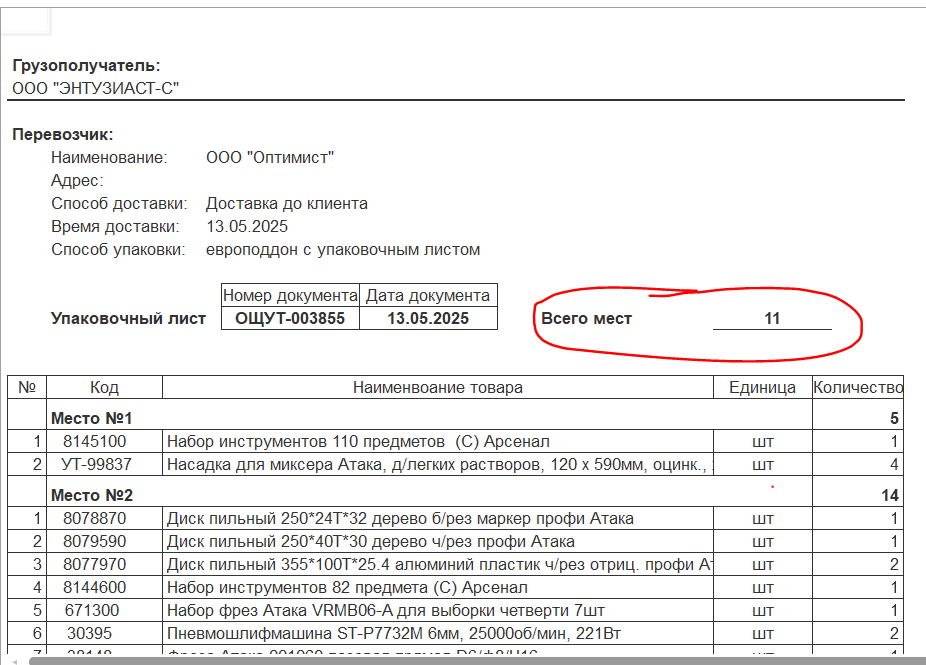 Грузополучатель:
ООО "ЭНТУЗИАСТ-С"
Перевозчик:
Наименование: ООО "Оптимист"
Адрес:
Способ доставки: Доставка до клиента
Время доставки: 13.05.2025
Способ упаковки: европоддон с упаковочным листом
Номер документа Дата документа
Упаковочный лист ОЩУТ-003855 13.05.2025 Всего мест 11
№ Код Наименвоание товара Единица Количество
Место №1 5
1 8145100 Набор инструментов 110 предметов (С) Арсенал шт 1
2 УТ-99837 Насадка для миксера Атака, д/легких растворов, 120 х 590мм, оцинк., шт 4
Место №2 14
1 8078870 Диск пильный 250*24Т*32 дерево б/рез маркер профи Атака шт 1
2 8079590 Диск пильный 250*40Т*30 дерево ч/рез профи Атака шт 1
3 8077970 Диск пильный 355*100Т*25.4 алюминий пластик ч/рез отриц. профи Ат шт 2
4 8144600 Набор инструментов 82 предмета (С) Арсенал шт 1
5 671300 Набор фрез Атака VRMB06-A для выборки четверти 7шт шт 1
6 30395 Пневмошлифмашина ST-P7732M 6мм, 25000об/мин, 221Вт шт 2